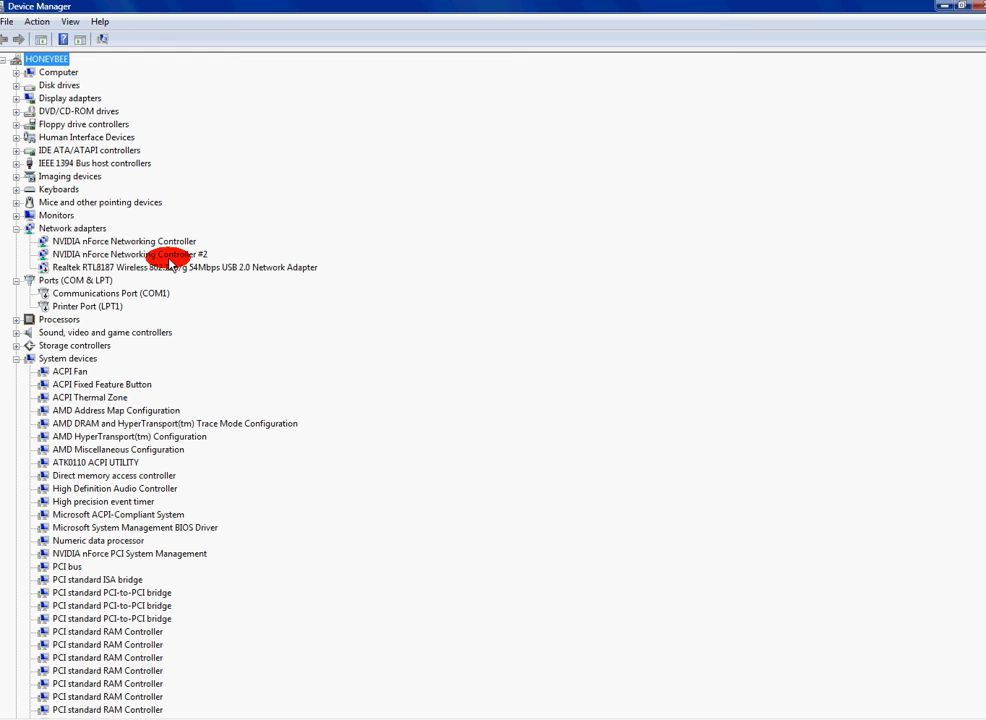 Device Manager
File Action View Help
HONEYBEE
Computer
Disk drives
Display adapters
DVD/CD-ROM drives
Floppy drive controllers
Human Interface Devices
IDE ATA/ATAPI controllers
IEEE 1394 Bus host controllers
Imaging devices
Keyboards
Mice and other pointing devices
Monitors
Network adapters
NVIDIA nForce Networking Controller
NVIDIA nForce Networking Controller #2
Realtek RTL8187 Wireless 54Mbps USB 2.0 Network Adapter
Ports (COM & LPT)
Communications Port (COM1)
Printer Port (LPT1)
Processors
Sound, video and game controllers
Storage controllers
System devices
ACPI Fan
ACPI Fixed Feature Button
ACPI Thermal Zone
AMD Address Map Configuration
AMD DRAM and HyperTransport(tm) Trace Mode Configuration
AMD HyperTransport(tm) Configuration
AMD Miscellaneous Configuration
ATK0110 ACPI UTILITY
Direct memory access controller
High Definition Audio Controller
High precision event timer
Microsoft ACPI-Compliant System
Microsoft System Management BIOS Driver
Numeric data processor
NVIDIA nForce PCI System Management
PCI bus
PCI standard ISA bridge
PCI standard PCI-to-PCI bridge
PCI standard PCI-to-PCI bridge
PCI standard PCI-to-PCI bridge
PCI standard RAM Controller
PCI standard RAM Controller
PCI standard RAM Controller
PCI standard RAM Controller
PCI standard RAM Controller
PCI standard RAM Controller
PCI standard RAM Controller